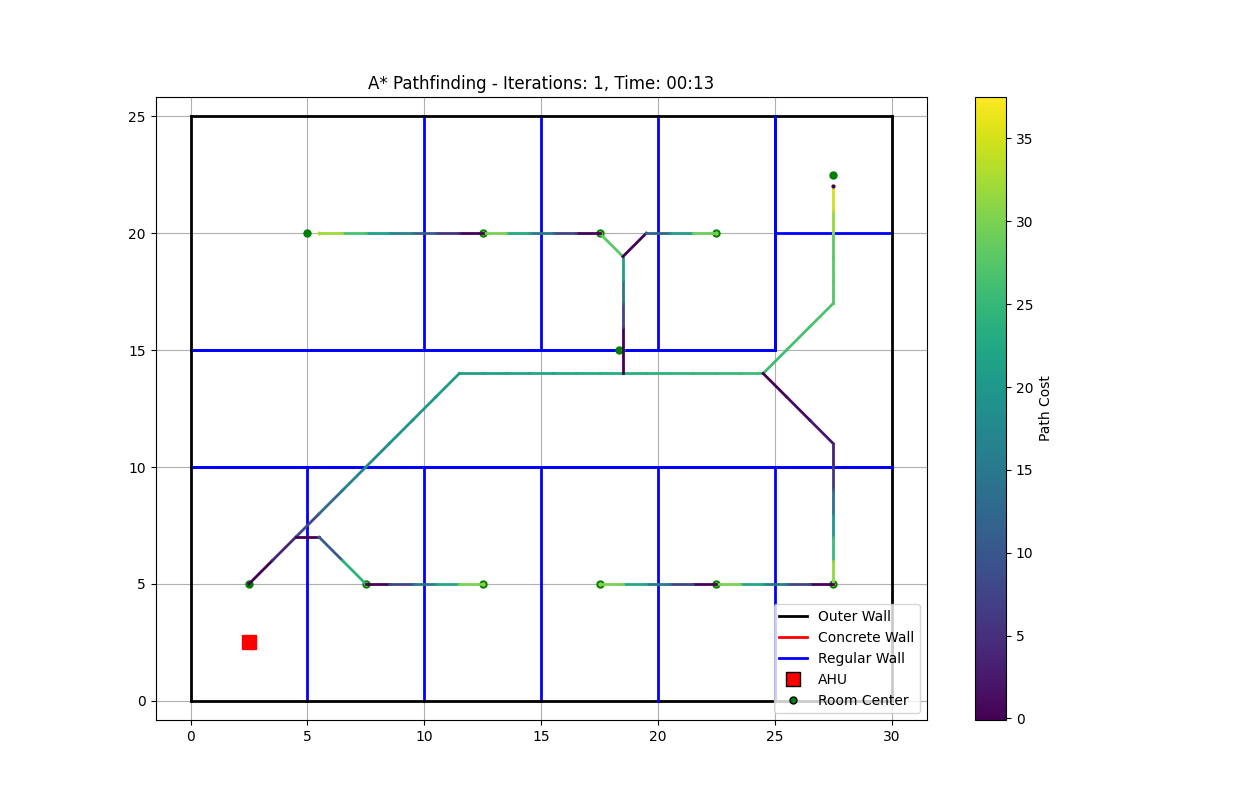 A* Pathfinding - Iterations: 1, Time: 00:13
25
20
15
10
5
0
0 5 10 15 20 25 30
Outer Wall
Concrete Wall
Regular Wall
AHU
Room Center
35
30
25
20
15
10
5
0
Path Cost